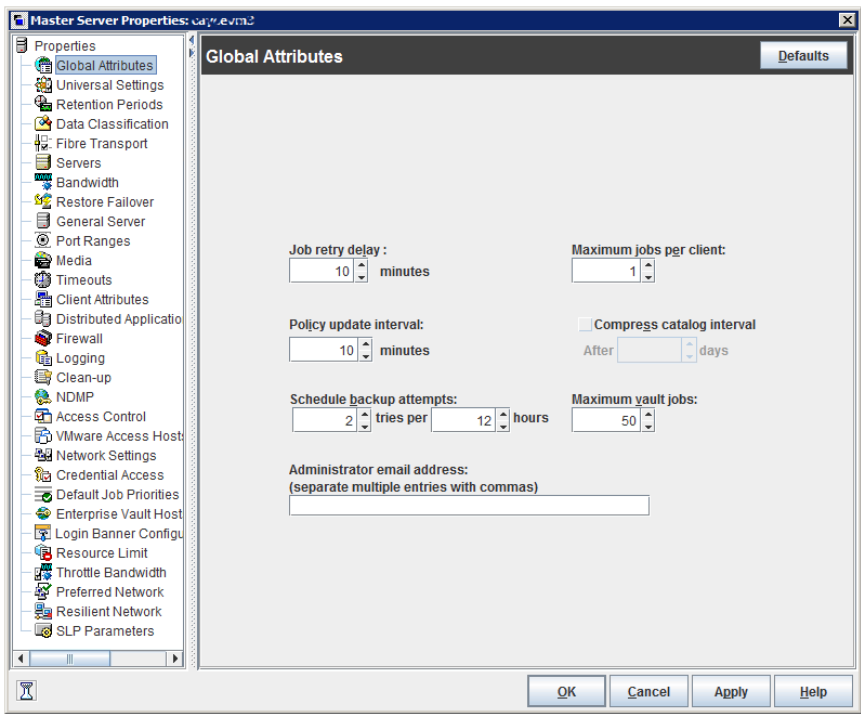 Master Server Properties:
Properties
Global Attributes
Universal Settings
Retention Periods
Data Classification
Fibre Transport
Servers
Bandwidth
Restore Failover
General Server
Port Ranges
Media
Timeouts
Client Attributes
Distributed Applicatio
Firewall
Logging
Clean-up
NDMP
Access Control
VMware Access Hosts
Network Settings
Credential Access
Default Job Priorities
Enterprise Vault Host
Login Banner Configu
Resource Limit
Throttle Bandwidth
Preferred Network
Resilient Network
SLP Parameters
Global Attributes
Defaults
Job retry delay :
10 minutes
Maximum jobs per client:
1
Policy update interval:
10 minutes
Compress catalog interval
After days
Schedule backup attempts:
2 tries per 12 hours
Maximum vault jobs:
50
Administrator email address:
(separate multiple entries with commas)
OK Cancel Apply Help